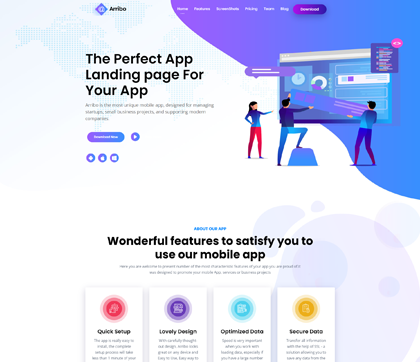 Arribo
Home Features ScreenShots Pricing Team Blog Download
The Perfect App
Landing page For
Your App
Arribo is the most unique mobile app, designed for managing
startups, small business projects, and supporting modern
companies.
Download Now
ABOUT OUR APP
Wonderful features to satisfy you to
use our mobile app
Here you are welcome to present number of the most characteristic features of your app you are proud of it
was designed to promote your mobile App, services or business projects.
Quick Setup
The app is really easy to
install, the complete
setup process will take
less than 1 minute of your
Lovely Design
With carefully thought-
our design, Arribo looks
great on any device and
Easy to use. Easy way to
Optimized Data
Speed is very important
when you work with
loading data, especially if
you have a large number
Secure Data
Transfer all information
with the help of iOs - a
solution allowing you to
save any data from the